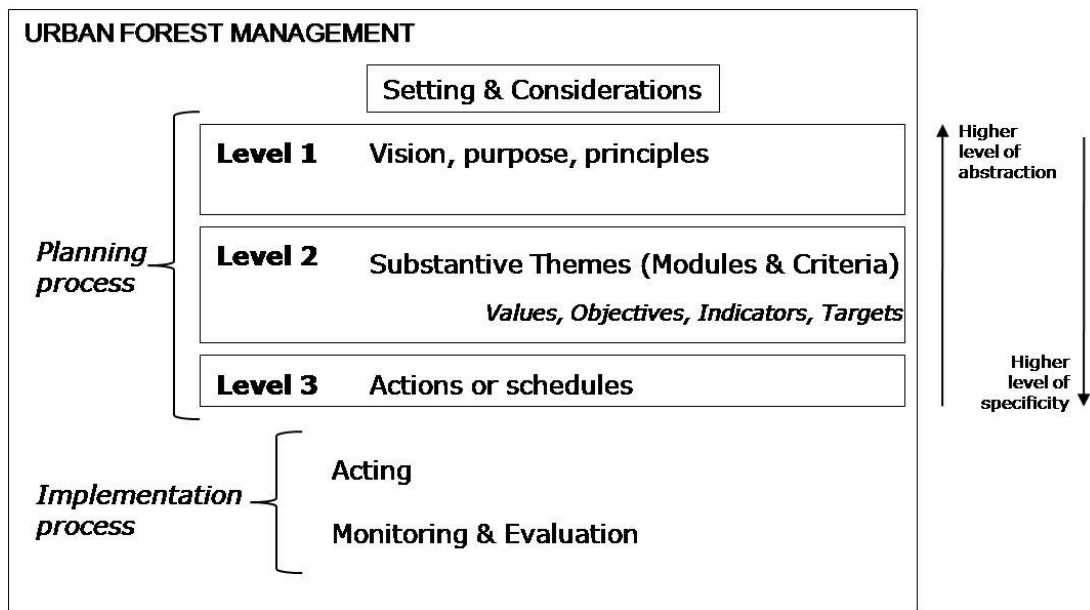 URBAN FOREST MANAGEMENT
Setting & Considerations
Level 1 Vision, purpose, principles
Planning
process
Level 2 Substantive Themes (Modules & Criteria)
Values, Objectives, Indicators, Targets
Level 3 Actions or schedules
Implementation
process
Acting
Monitoring & Evaluation
Higher
level of
abstraction
Higher
level of
specificity